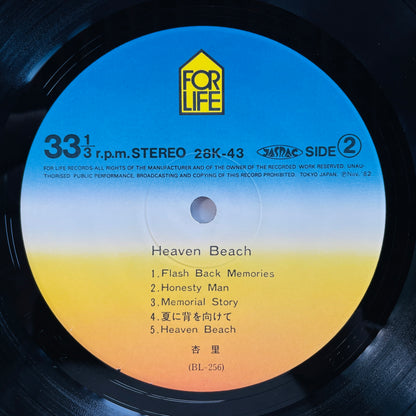 FOR
LIFE
33 1/3 r.p.m. STEREO 28K-43 JASRAC SIDE 2
FOR LIFE RECORDS·ALL RIGHTS OF THE MANUFACTURER AND OF THE OWNER OF THE RECORDED. WORK RESERVED. UNAU-
THORISED PUBLIC PERFORMANCE, BROADCASTING AND COPYING OF THIS RECORD PROHIBITED. TOKYO JAPAN. ℗Nov. '82
Heaven Beach
1. Flash Back Memories
2. Honesty Man
3. Memorial Story
4. 夏に背を向けて
5. Heaven Beach
杏里
(BL-256)